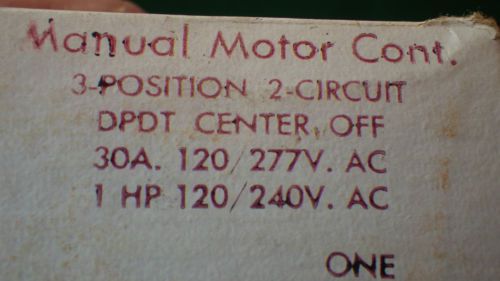 Manual Motor Cont.
3-POSITION 2-CIRCUIT
DPDT CENTER OFF
30A. 120/277V. AC
1 HP 120/240V. AC
ONE